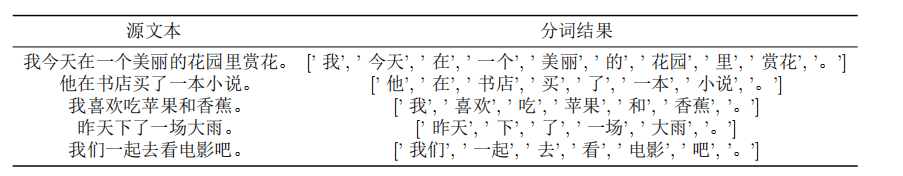 源文本 分词结果
我今天在一个美丽的花园里赏花。 [’ 我’, ’ 今天’, ’ 在’, ’ 一个’, ’ 美丽’, ’ 的’, ’ 花园’, ’ 里’, ’ 赏花’, ’。’]
他在书店买了一本小说。 [’ 他’, ’ 在’, ’ 书店’, ’ 买’, ’ 了’, ’ 一本’, ’ 小说’, ’。’]
我喜欢吃苹果和香蕉。 [’ 我’, ’ 喜欢’, ’ 吃’, ’ 苹果’, ’ 和’, ’ 香蕉’, ’。’]
昨天下了一场大雨。 [’ 昨天’, ’ 下’, ’ 了’, ’ 一场’, ’ 大雨’, ’。’]
我们一起去看电影吧。 [’ 我们’, ’ 一起’, ’ 去’, ’ 看’, ’ 电影’, ’ 吧’, ’。’]